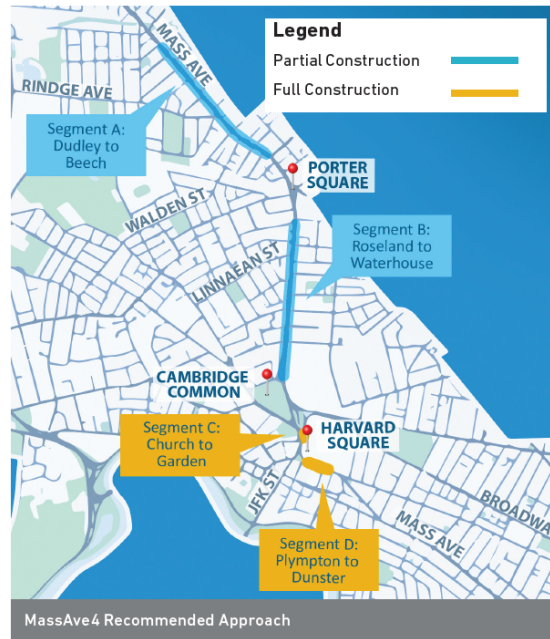 Legend
Partial Construction
Full Construction
MASS AVE
RINDGE AVE
Segment A:
Dudley to
Beech
PORTER
SQUARE
WALDEN ST
Segment B:
Roseland to
Waterhouse
LINNAEAN ST
CAMBRIDGE
COMMON
Segment C:
Church to
Garden
HARVARD
SQUARE
JFK ST
BROADWA
MASS AVE
Segment D:
Plympton to
Dunster
MassAve4 Recommended Approach